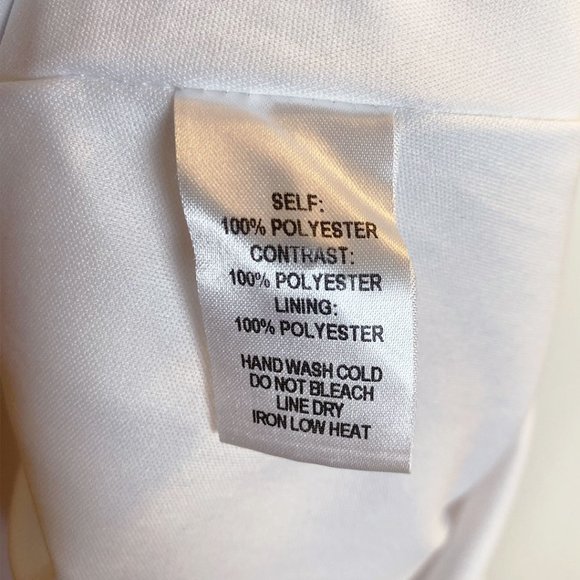 SELF:
100% POLYESTER
CONTRAST:
100% POLYESTER
LINING:
100% POLYESTER
HAND WASH COLD
DO NOT BLEACH
LINE DRY
IRON LOW HEAT